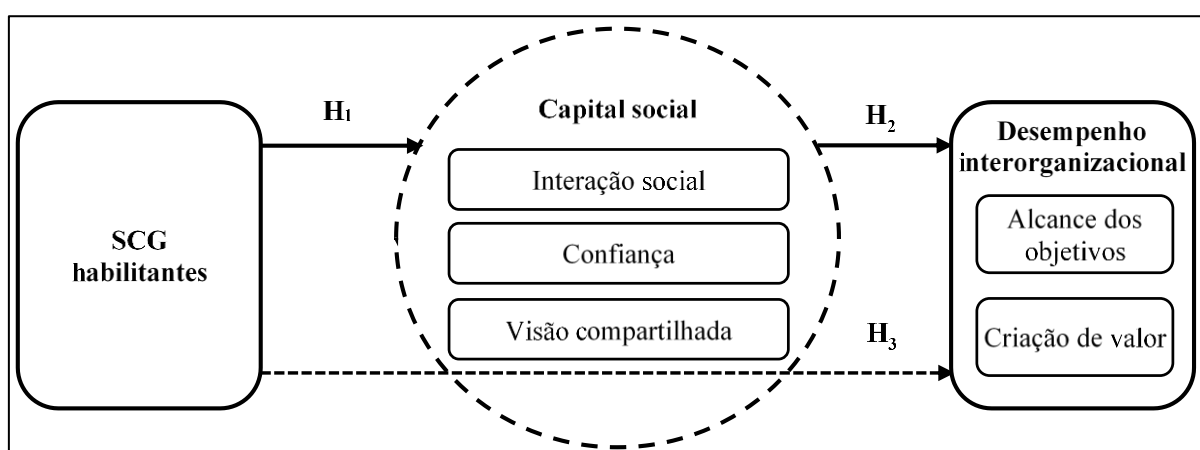 SCG
habilitantes
H1
Capital social
Interação social
Confiança
Visão compartilhada
H2
H3
Desempenho
interorganizacional
Alcance dos
objetivos
Criação de valor